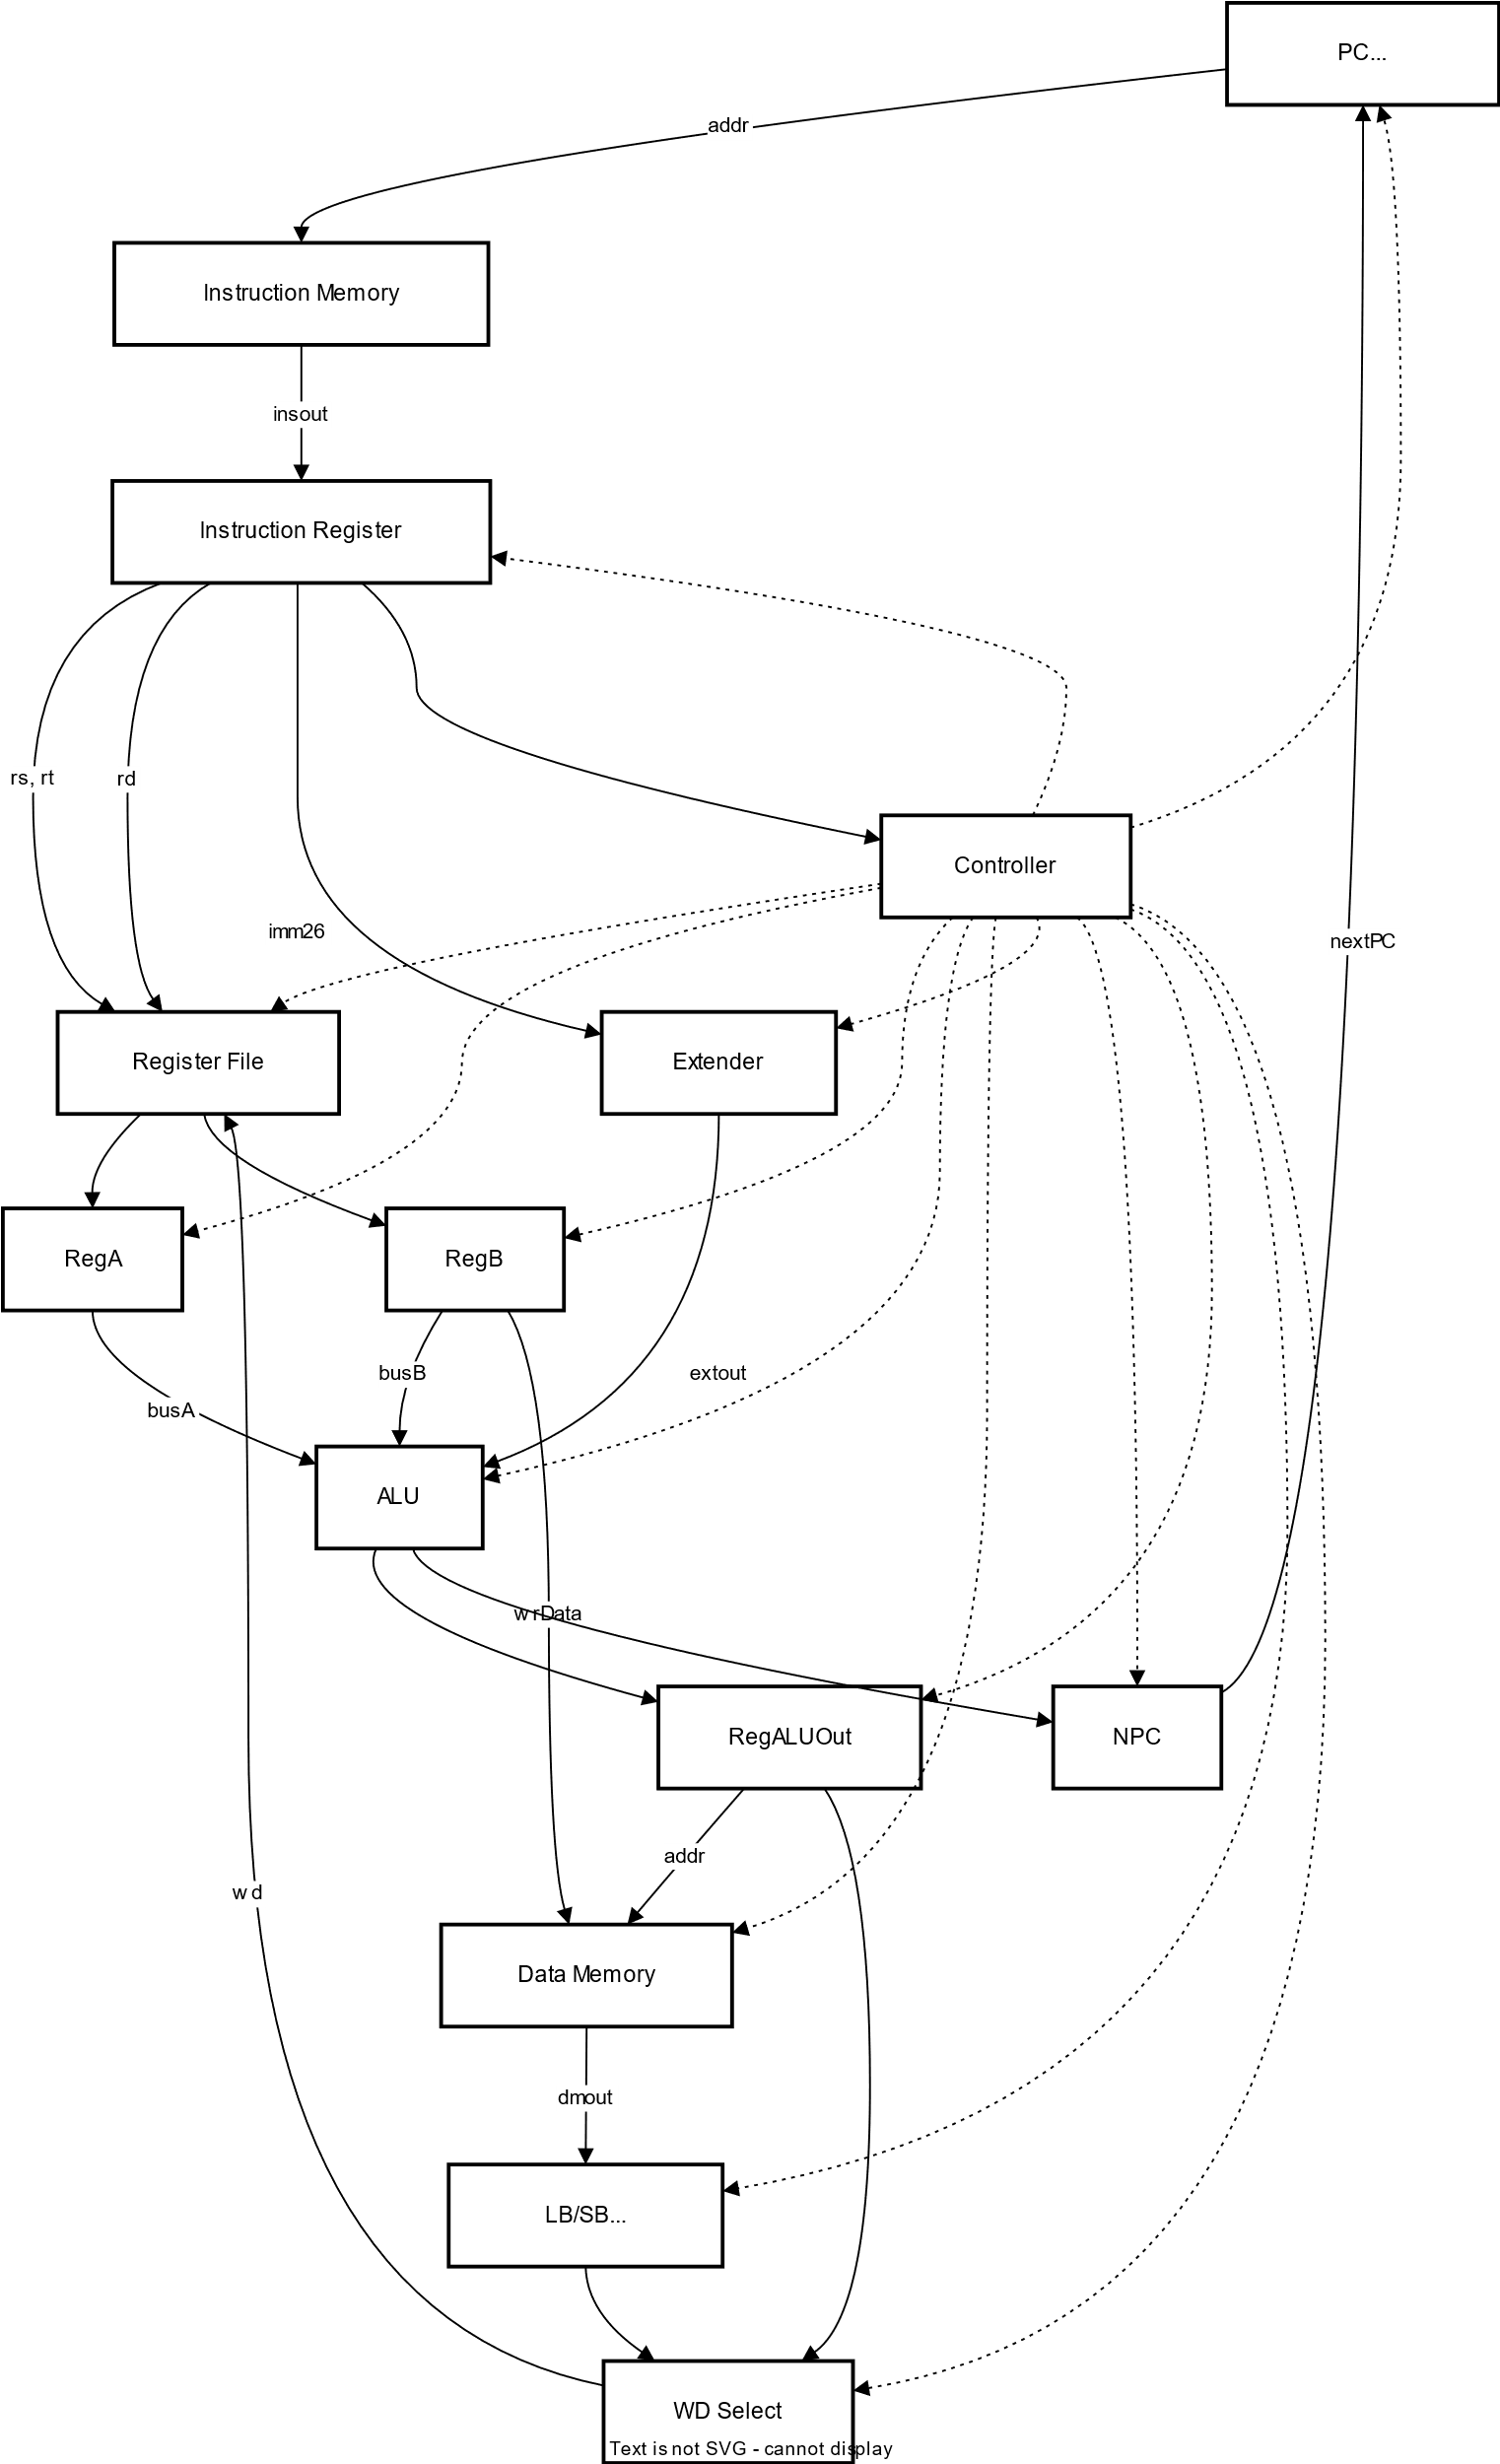 PC...
addr
Instruction Memory
insout
Instruction Register
rs, rt
rd
Controller
imm26
nextPC
Register File
Extender
RegA
RegB
busB
extout
busA
ALU
wrData
RegALUOut
NPC
addr
wd
Data Memory
dmout
LB/SB...
WD Select
Text is not SVG - cannot display